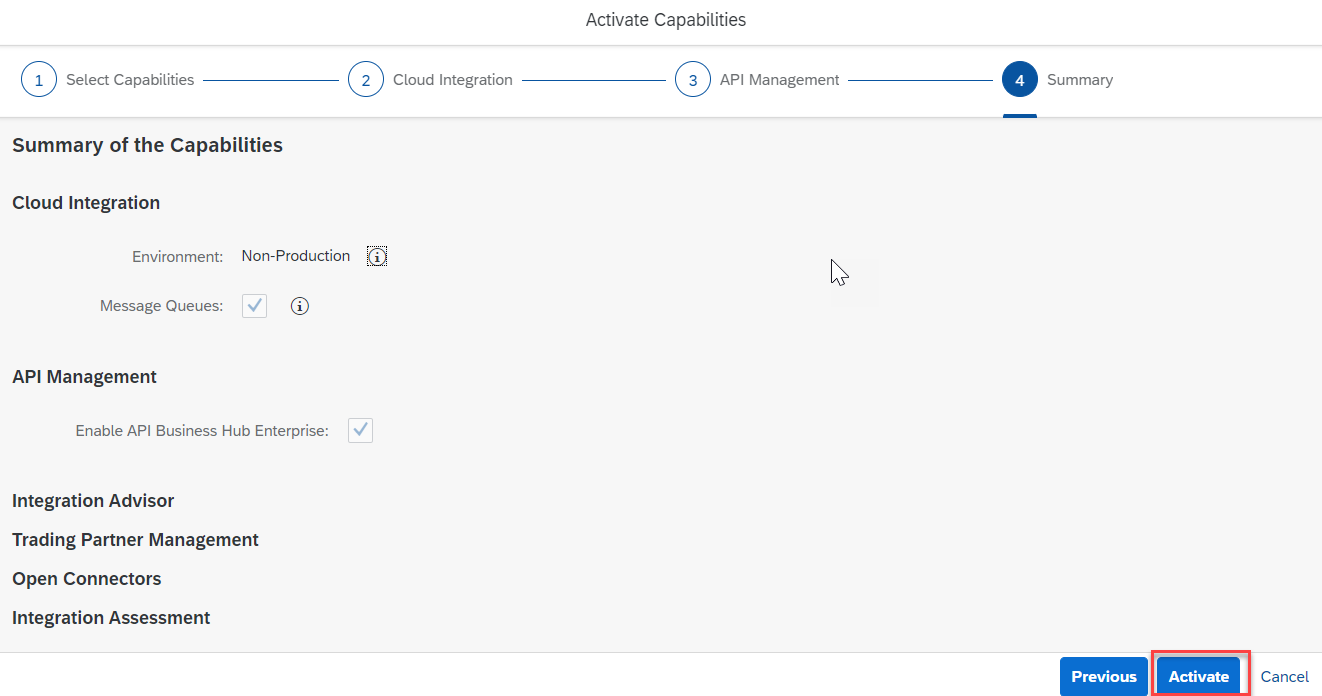 Activate Capabilities
1 Select Capabilities 2 Cloud Integration 3 API Management 4 Summary
Summary of the Capabilities
Cloud Integration
Environment: Non-Production
Message Queues:
API Management
Enable API Business Hub Enterprise:
Integration Advisor
Trading Partner Management
Open Connectors
Integration Assessment
Previous Activate Cancel